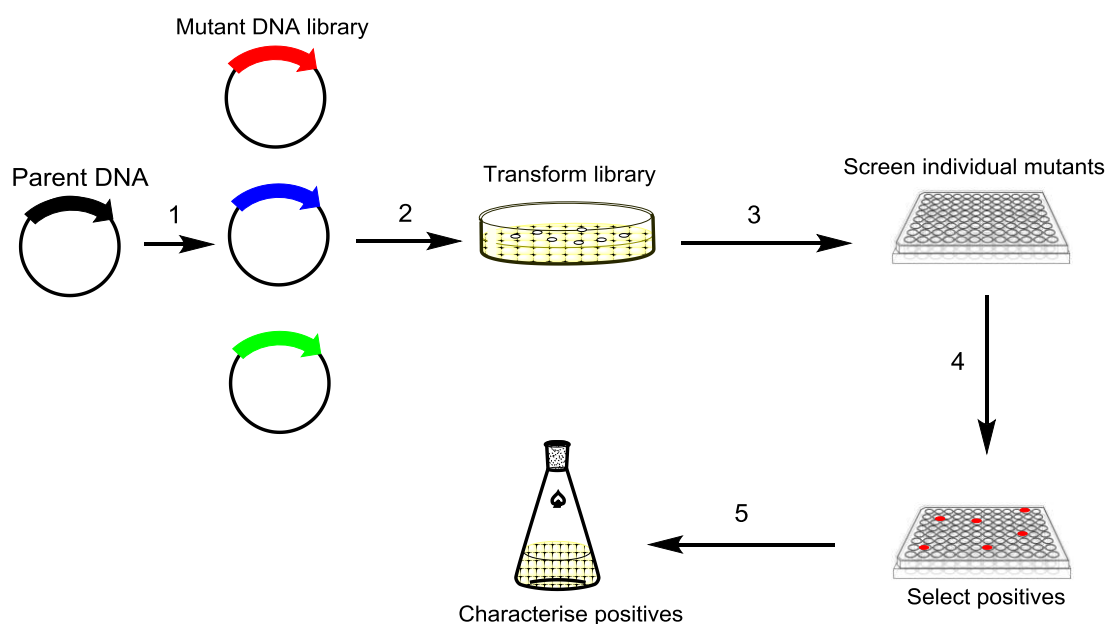 Mutant DNA library
Parent DNA
1
2
Transform library
3
Screen individual mutants
4
Select positives
5
Characterise positives